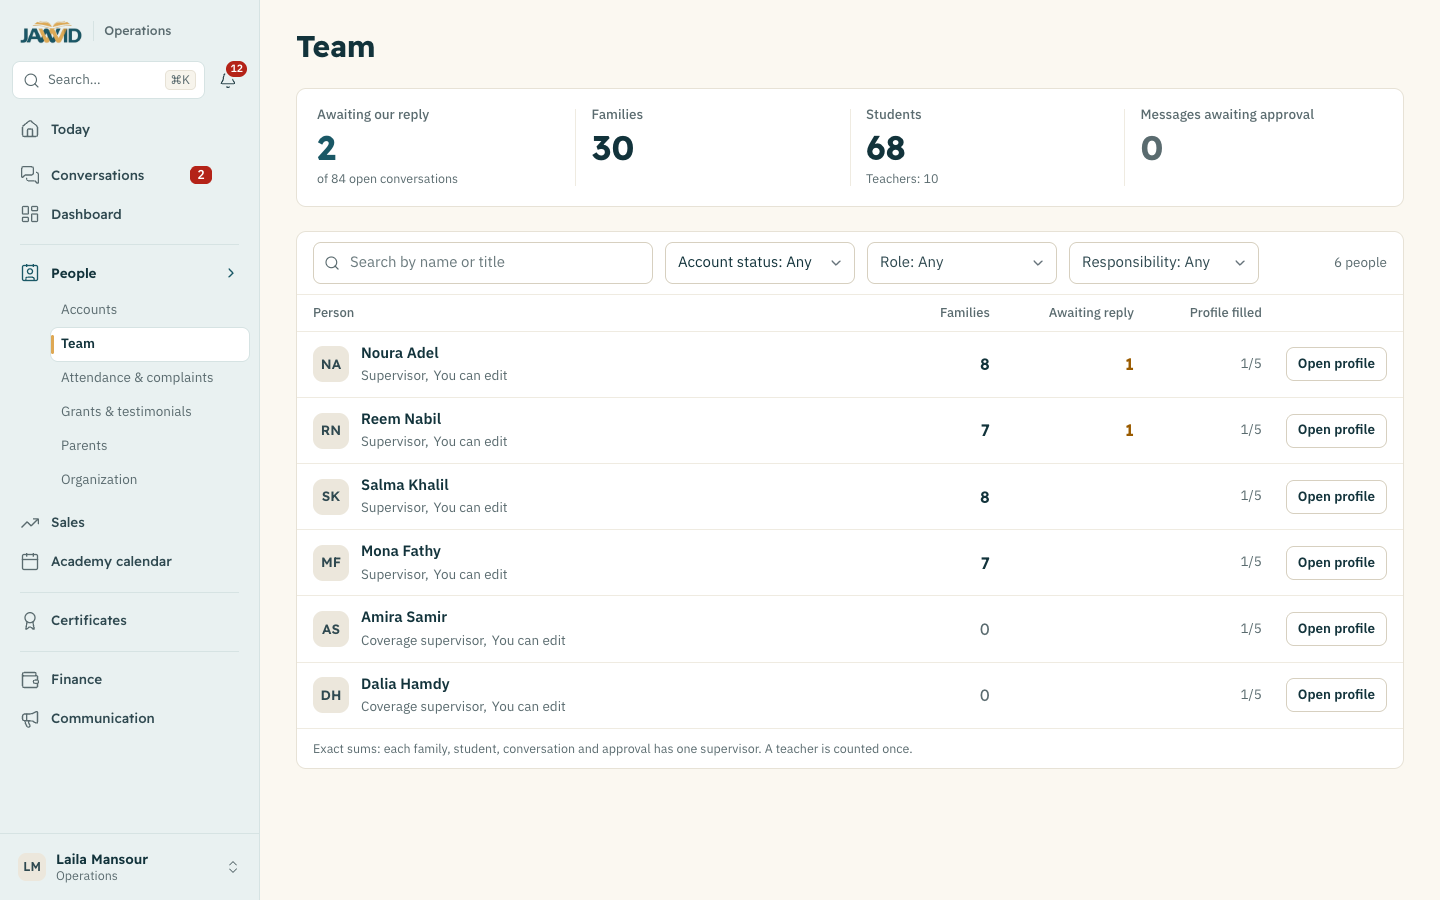 JAWWID
Operations
Search...
⌘K
12
Today
Conversations
2
Dashboard
People
Accounts
Team
Attendance & complaints
Grants & testimonials
Parents
Organization
Sales
Academy calendar
Certificates
Finance
Communication
LM
Laila Mansour
Operations
Team
Awaiting our reply
2
of 84 open conversations
Families
30
Students
68
Teachers: 10
Messages awaiting approval
0
Search by name or title
Account status: Any
Role: Any
Responsibility: Any
6 people
Person
Families
Awaiting reply
Profile filled
NA
Noura Adel
Supervisor, You can edit
8
1
1/5
Open profile
RN
Reem Nabil
Supervisor, You can edit
7
1
1/5
Open profile
SK
Salma Khalil
Supervisor, You can edit
8
1/5
Open profile
MF
Mona Fathy
Supervisor, You can edit
7
1/5
Open profile
AS
Amira Samir
Coverage supervisor, You can edit
0
1/5
Open profile
DH
Dalia Hamdy
Coverage supervisor, You can edit
0
1/5
Open profile
Exact sums: each family, student, conversation and approval has one supervisor. A teacher is counted once.